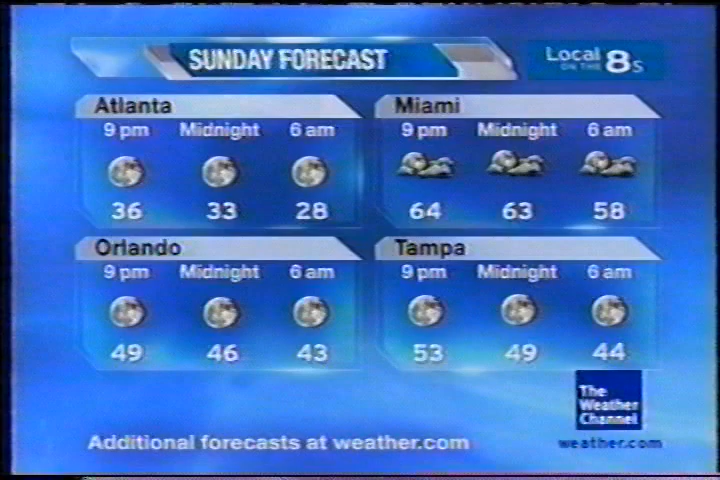 SUNDAY FORECAST
Local
ON THE 8s
Atlanta
9 pm Midnight 6 am
36 33 28
Miami
9 pm Midnight 6 am
64 63 58
Orlando
9 pm Midnight 6 am
49 46 43
Tampa
9 pm Midnight 6 am
53 49 44
The
Weather
Channel
Additional forecasts at weather.com
weather.com